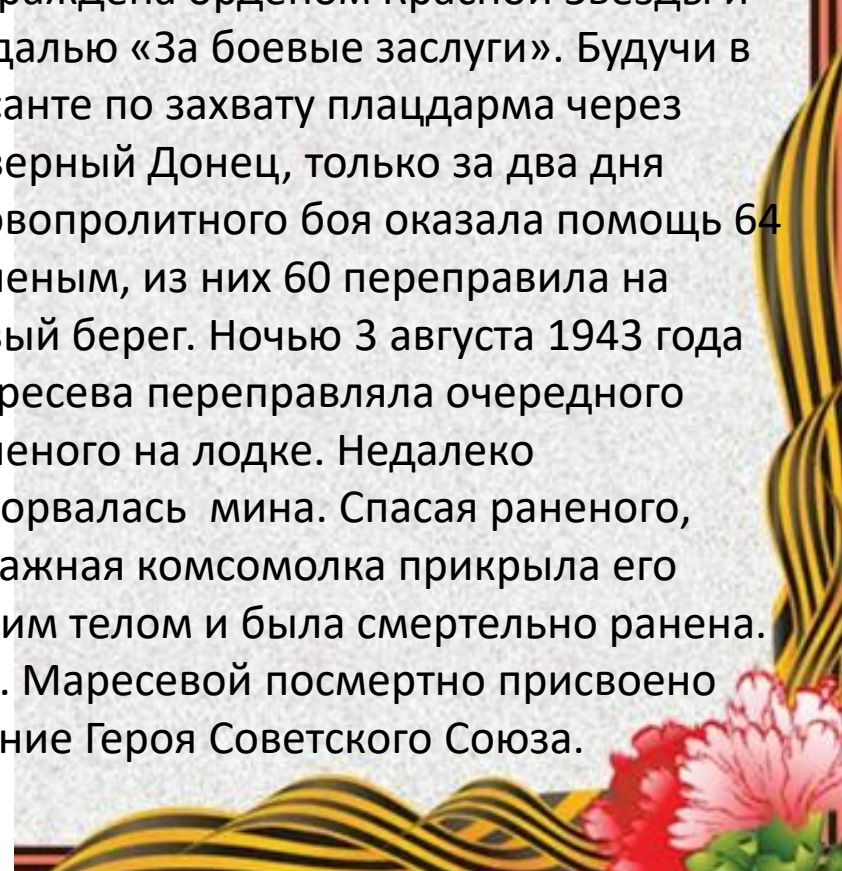 раждена орденом Красной Звезды и
далью «За боевые заслуги». Будучи в
санте по захвату плацдарма через
верный Донец, только за два дня
овопролитного боя оказала помощь 64
неным, из них 60 переправила на
вый берег. Ночью 3 августа 1943 года
ресева переправляла очередного
неного на лодке. Недалеко
орвалась мина. Спасая раненого,
ажная комсомолка прикрыла его
им телом и была смертельно ранена.
. Маресевой посмертно присвоено
ние Героя Советского Союза.